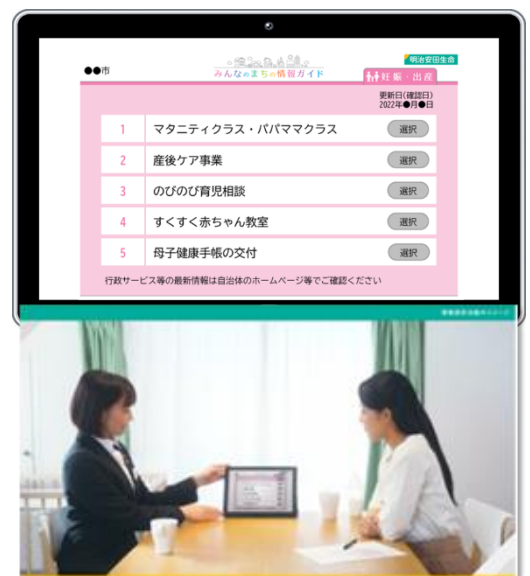 ●●市
みんなのまちの情報ガイド
明治安田生命
妊娠・出産
更新日(確認日)
2022年●月●日
1 マタニティクラス・パパママクラス 選択
2 産後ケア事業 選択
3 のびのび育児相談 選択
4 すくすく赤ちゃん教室 選択
5 母子健康手帳の交付 選択
行政サービス等の最新情報は自治体のホームページ等でご確認ください